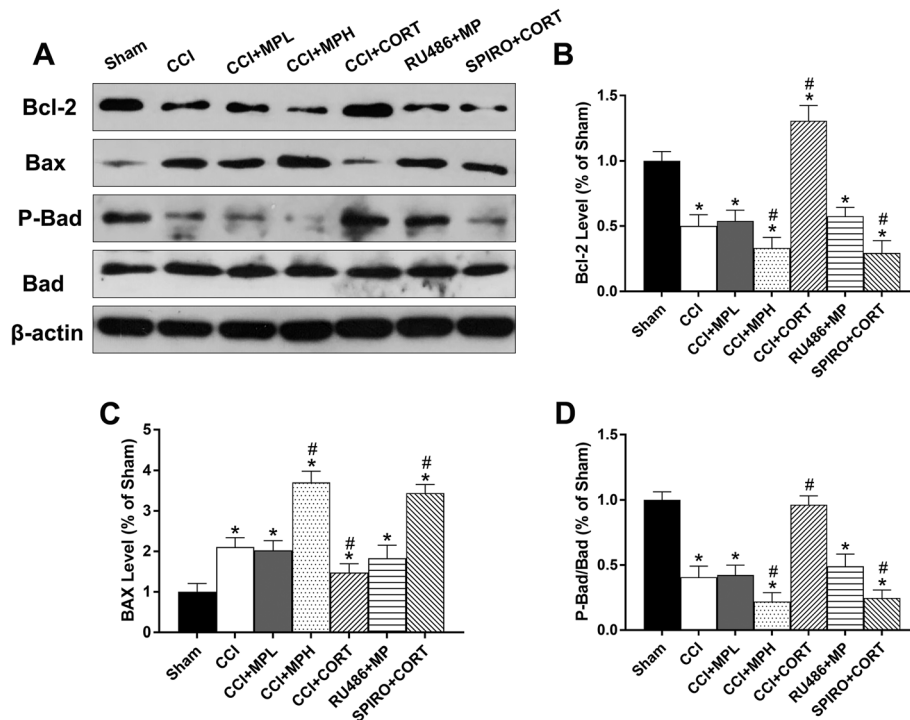 A
Sham
CCI
CCI+MPL
CCI+MPH
CCI+CORT
RU486+MP
SPIRO+CORT
Bcl-2
Bax
P-Bad
Bad
β-actin
B
Bcl-2 Level (% of Sham)
1.5
1.0
0.5
0.0
* * # * # * * # *
Sham
CCI
CCI+MPL
CCI+MPH
CCI+CORT
RU486+MP
SPIRO+CORT
C
BAX Level (% of Sham)
5
4
3
2
1
0
* * # * # * * # *
Sham
CCI
CCI+MPL
CCI+MPH
CCI+CORT
RU486+MP
SPIRO+CORT
D
P-Bad/Bad (% of Sham)
1.5
1.0
0.5
0.0
* * # * # * # *
Sham
CCI
CCI+MPL
CCI+MPH
CCI+CORT
RU486+MP
SPIRO+CORT